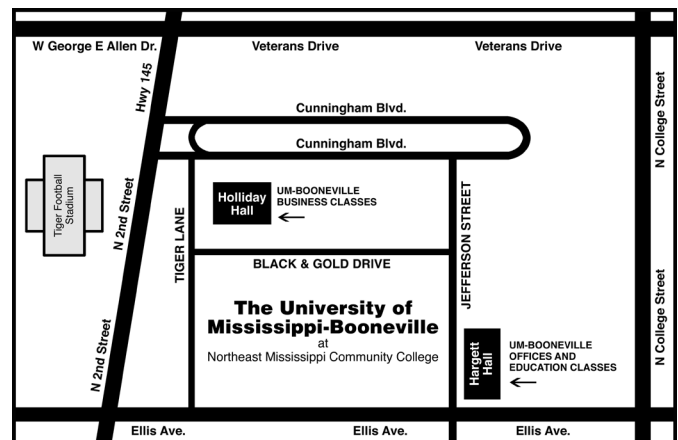 W George E Allen Dr.
Veterans Drive
Veterans Drive
Hwy 145
N College Street
Cunningham Blvd.
Cunningham Blvd.
Tiger Football
Stadium
N 2nd Street
Holliday
Hall
UM-BOONEVILLE
BUSINESS CLASSES
TIGER LANE
JEFFERSON STREET
BLACK & GOLD DRIVE
The University of
Mississippi-Booneville
at
Northeast Mississippi Community College
N 2nd Street
N College Street
Hargett
Hall
UM-BOONEVILLE
OFFICES AND
EDUCATION CLASSES
Ellis Ave.
Ellis Ave.
Ellis Ave.